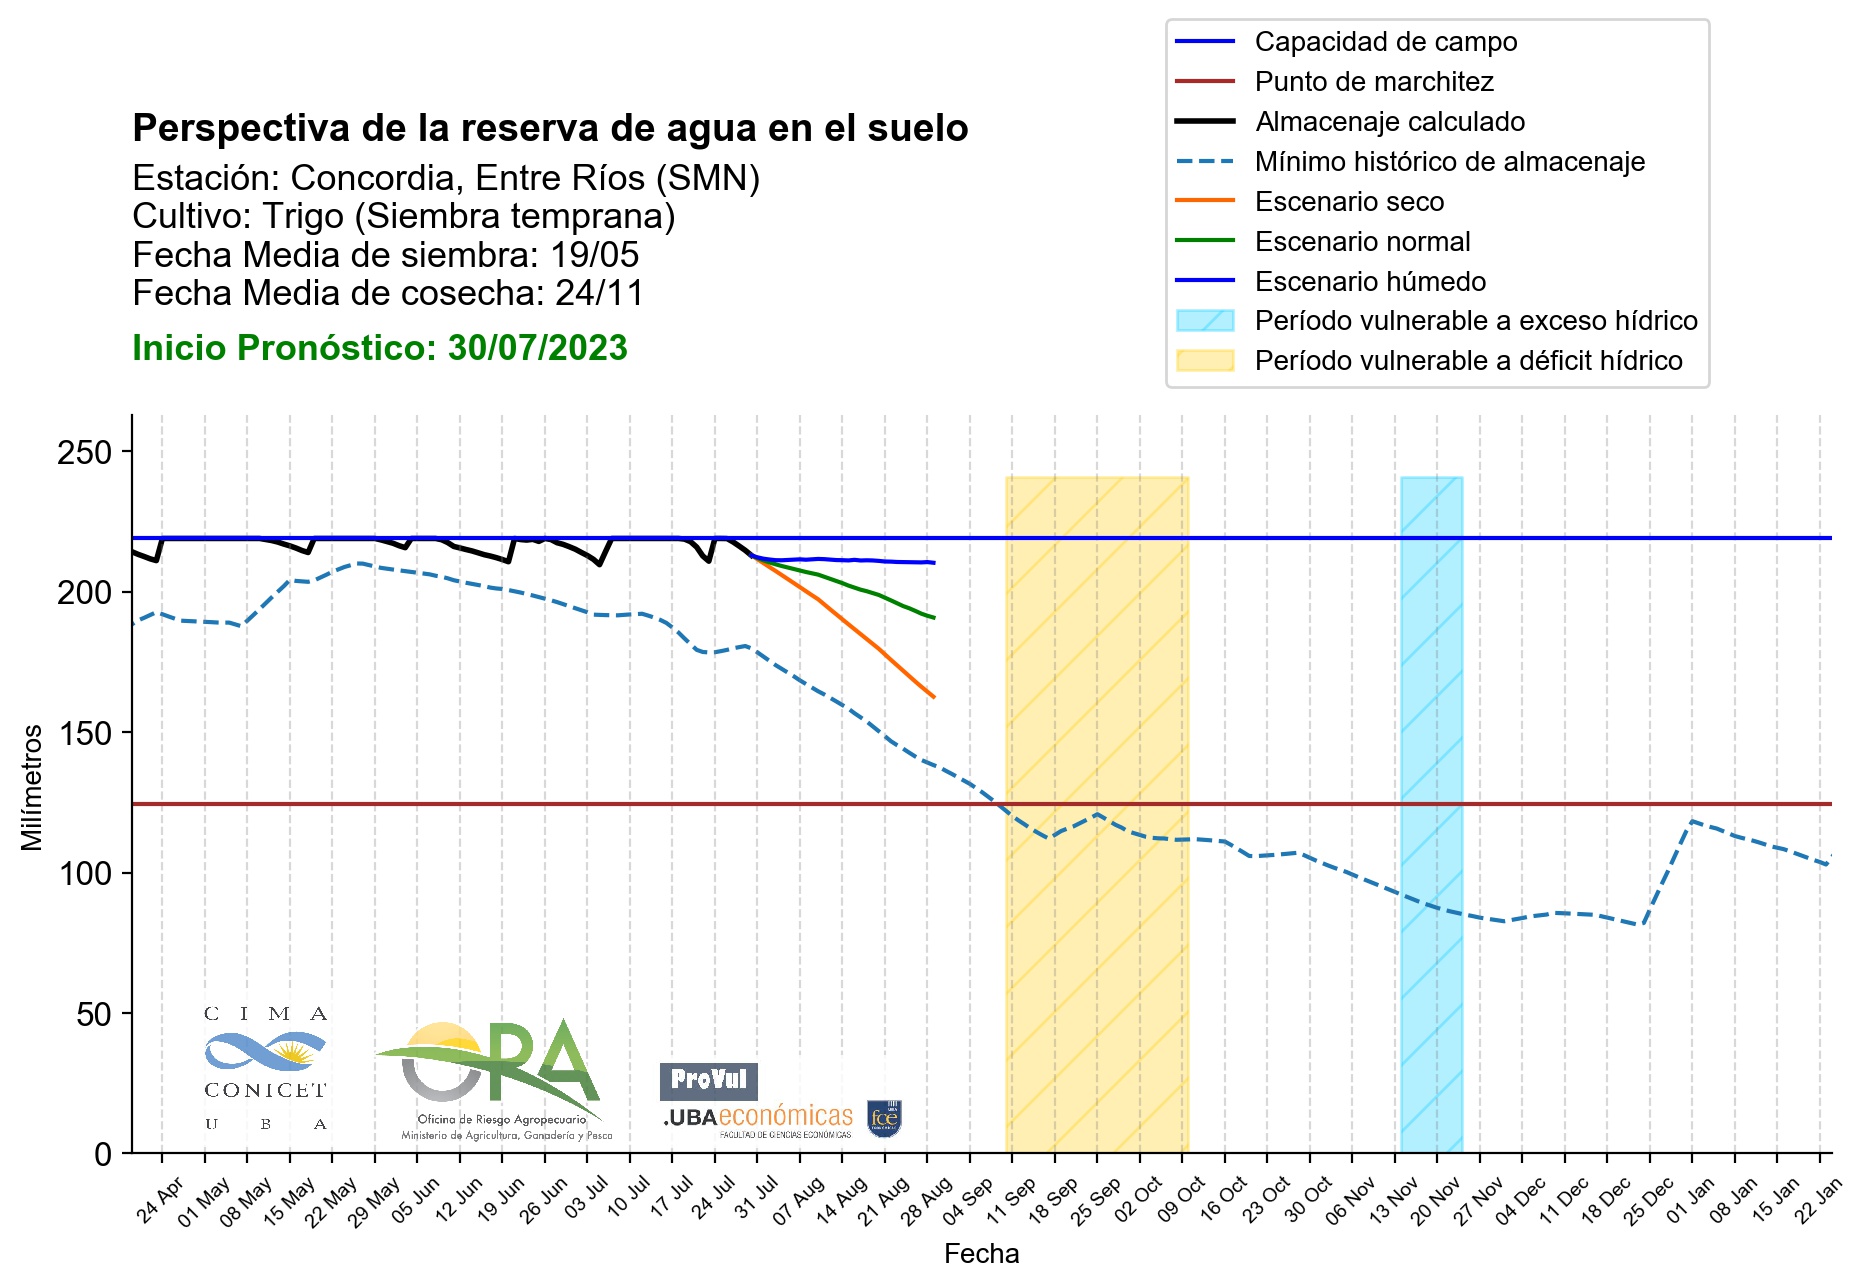 Capacidad de campo
Punto de marchitez
Almacenaje calculado
Mínimo histórico de almacenaje
Escenario seco
Escenario normal
Escenario húmedo
Período vulnerable a exceso hídrico
Período vulnerable a déficit hídrico
Perspectiva de la reserva de agua en el suelo
Estación: Concordia, Entre Ríos (SMN)
Cultivo: Trigo (Siembra temprana)
Fecha Media de siembra: 19/05
Fecha Media de cosecha: 24/11
Inicio Pronóstico: 30/07/2023
250
200
150
100
50
0
Milímetros
CIMA
CONICET
UBA
ORA
Oficina de Riesgo Agropecuario
Ministerio de Agricultura, Ganadería y Pesca
ProVul
.UBAeconómicas
FACULTAD DE CIENCIAS ECONÓMICAS
fce
24 Apr
01 May
08 May
15 May
22 May
29 May
05 Jun
12 Jun
19 Jun
26 Jun
03 Jul
10 Jul
17 Jul
24 Jul
31 Jul
07 Aug
14 Aug
21 Aug
28 Aug
04 Sep
11 Sep
18 Sep
25 Sep
02 Oct
09 Oct
16 Oct
23 Oct
30 Oct
06 Nov
13 Nov
20 Nov
27 Nov
04 Dec
11 Dec
18 Dec
25 Dec
01 Jan
08 Jan
15 Jan
22 Jan
Fecha